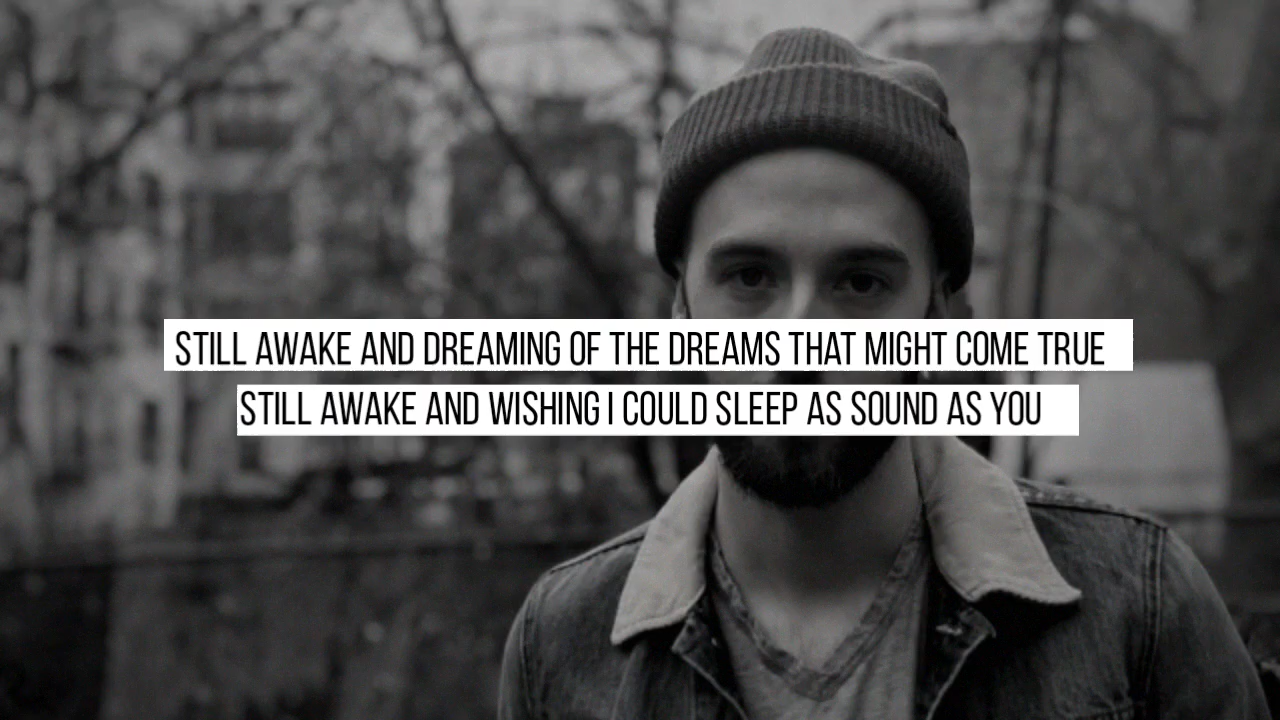 STILL AWAKE AND DREAMING OF THE DREAMS THAT MIGHT COME TRUE
STILL AWAKE AND WISHING I COULD SLEEP AS SOUND AS YOU